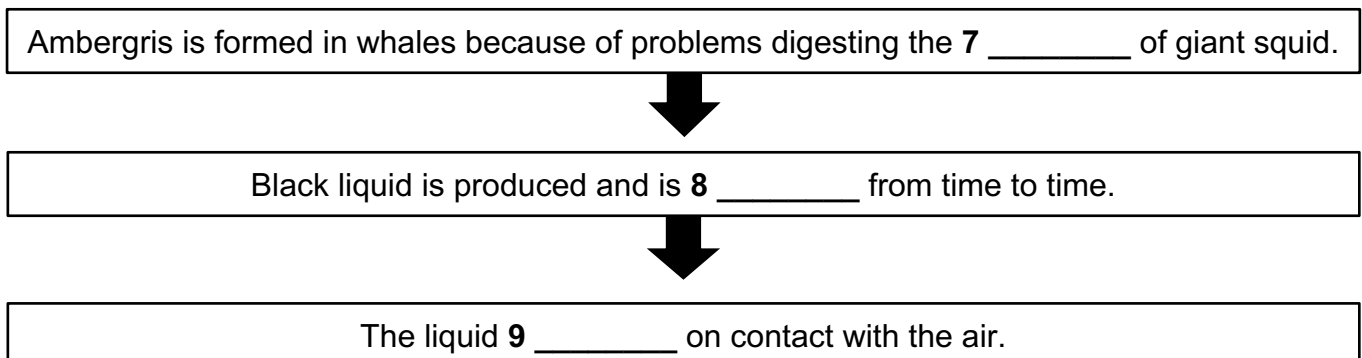 Ambergris is formed in whales because of problems digesting the 7 ________ of giant squid.
Black liquid is produced and is 8 ________ from time to time.
The liquid 9 ________ on contact with the air.